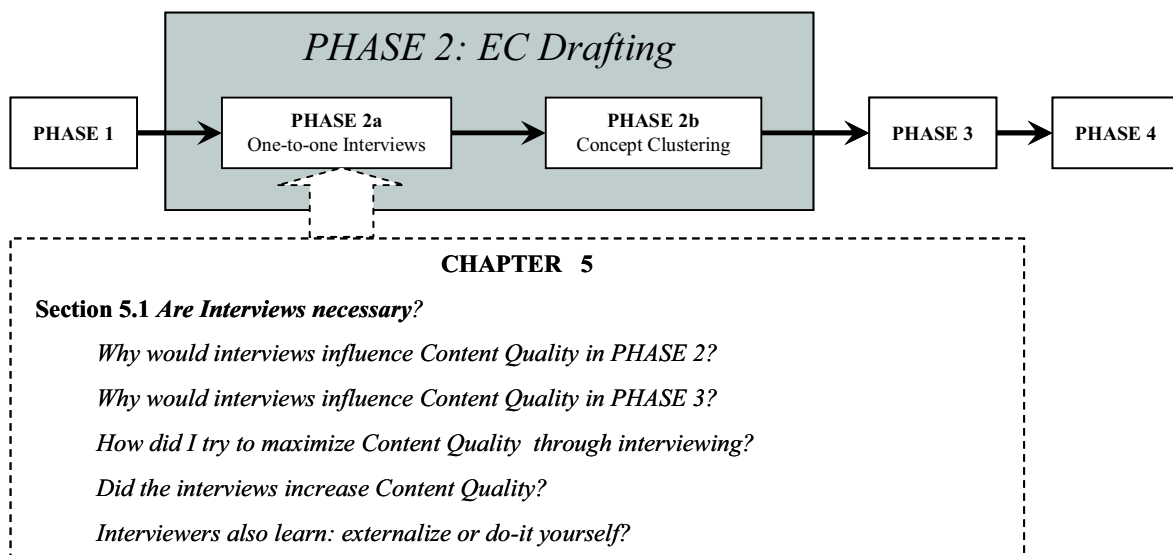 PHASE 2: EC Drafting
PHASE 1
PHASE 2a
One-to-one Interviews
PHASE 2b
Concept Clustering
PHASE 3
PHASE 4
CHAPTER 5
Section 5.1 Are Interviews necessary?
Why would interviews influence Content Quality in PHASE 2?
Why would interviews influence Content Quality in PHASE 3?
How did I try to maximize Content Quality through interviewing?
Did the interviews increase Content Quality?
Interviewers also learn: externalize or do-it yourself?